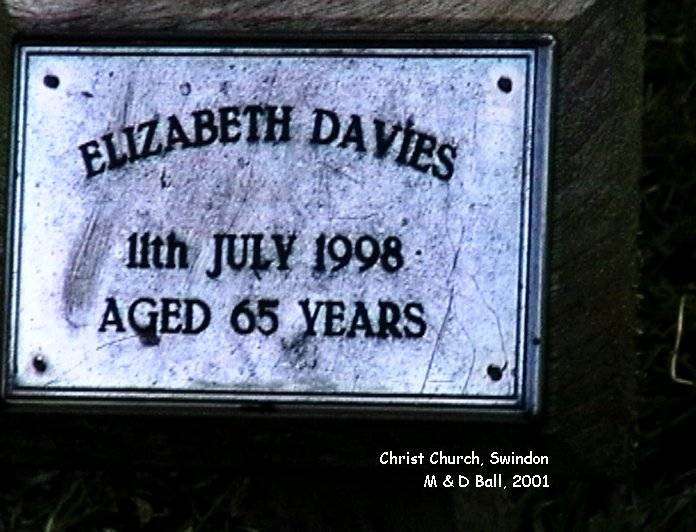 ELIZABETH DAVIES
11th JULY 1998
AGED 65 YEARS
Christ Church, Swindon
M & D Ball, 2001